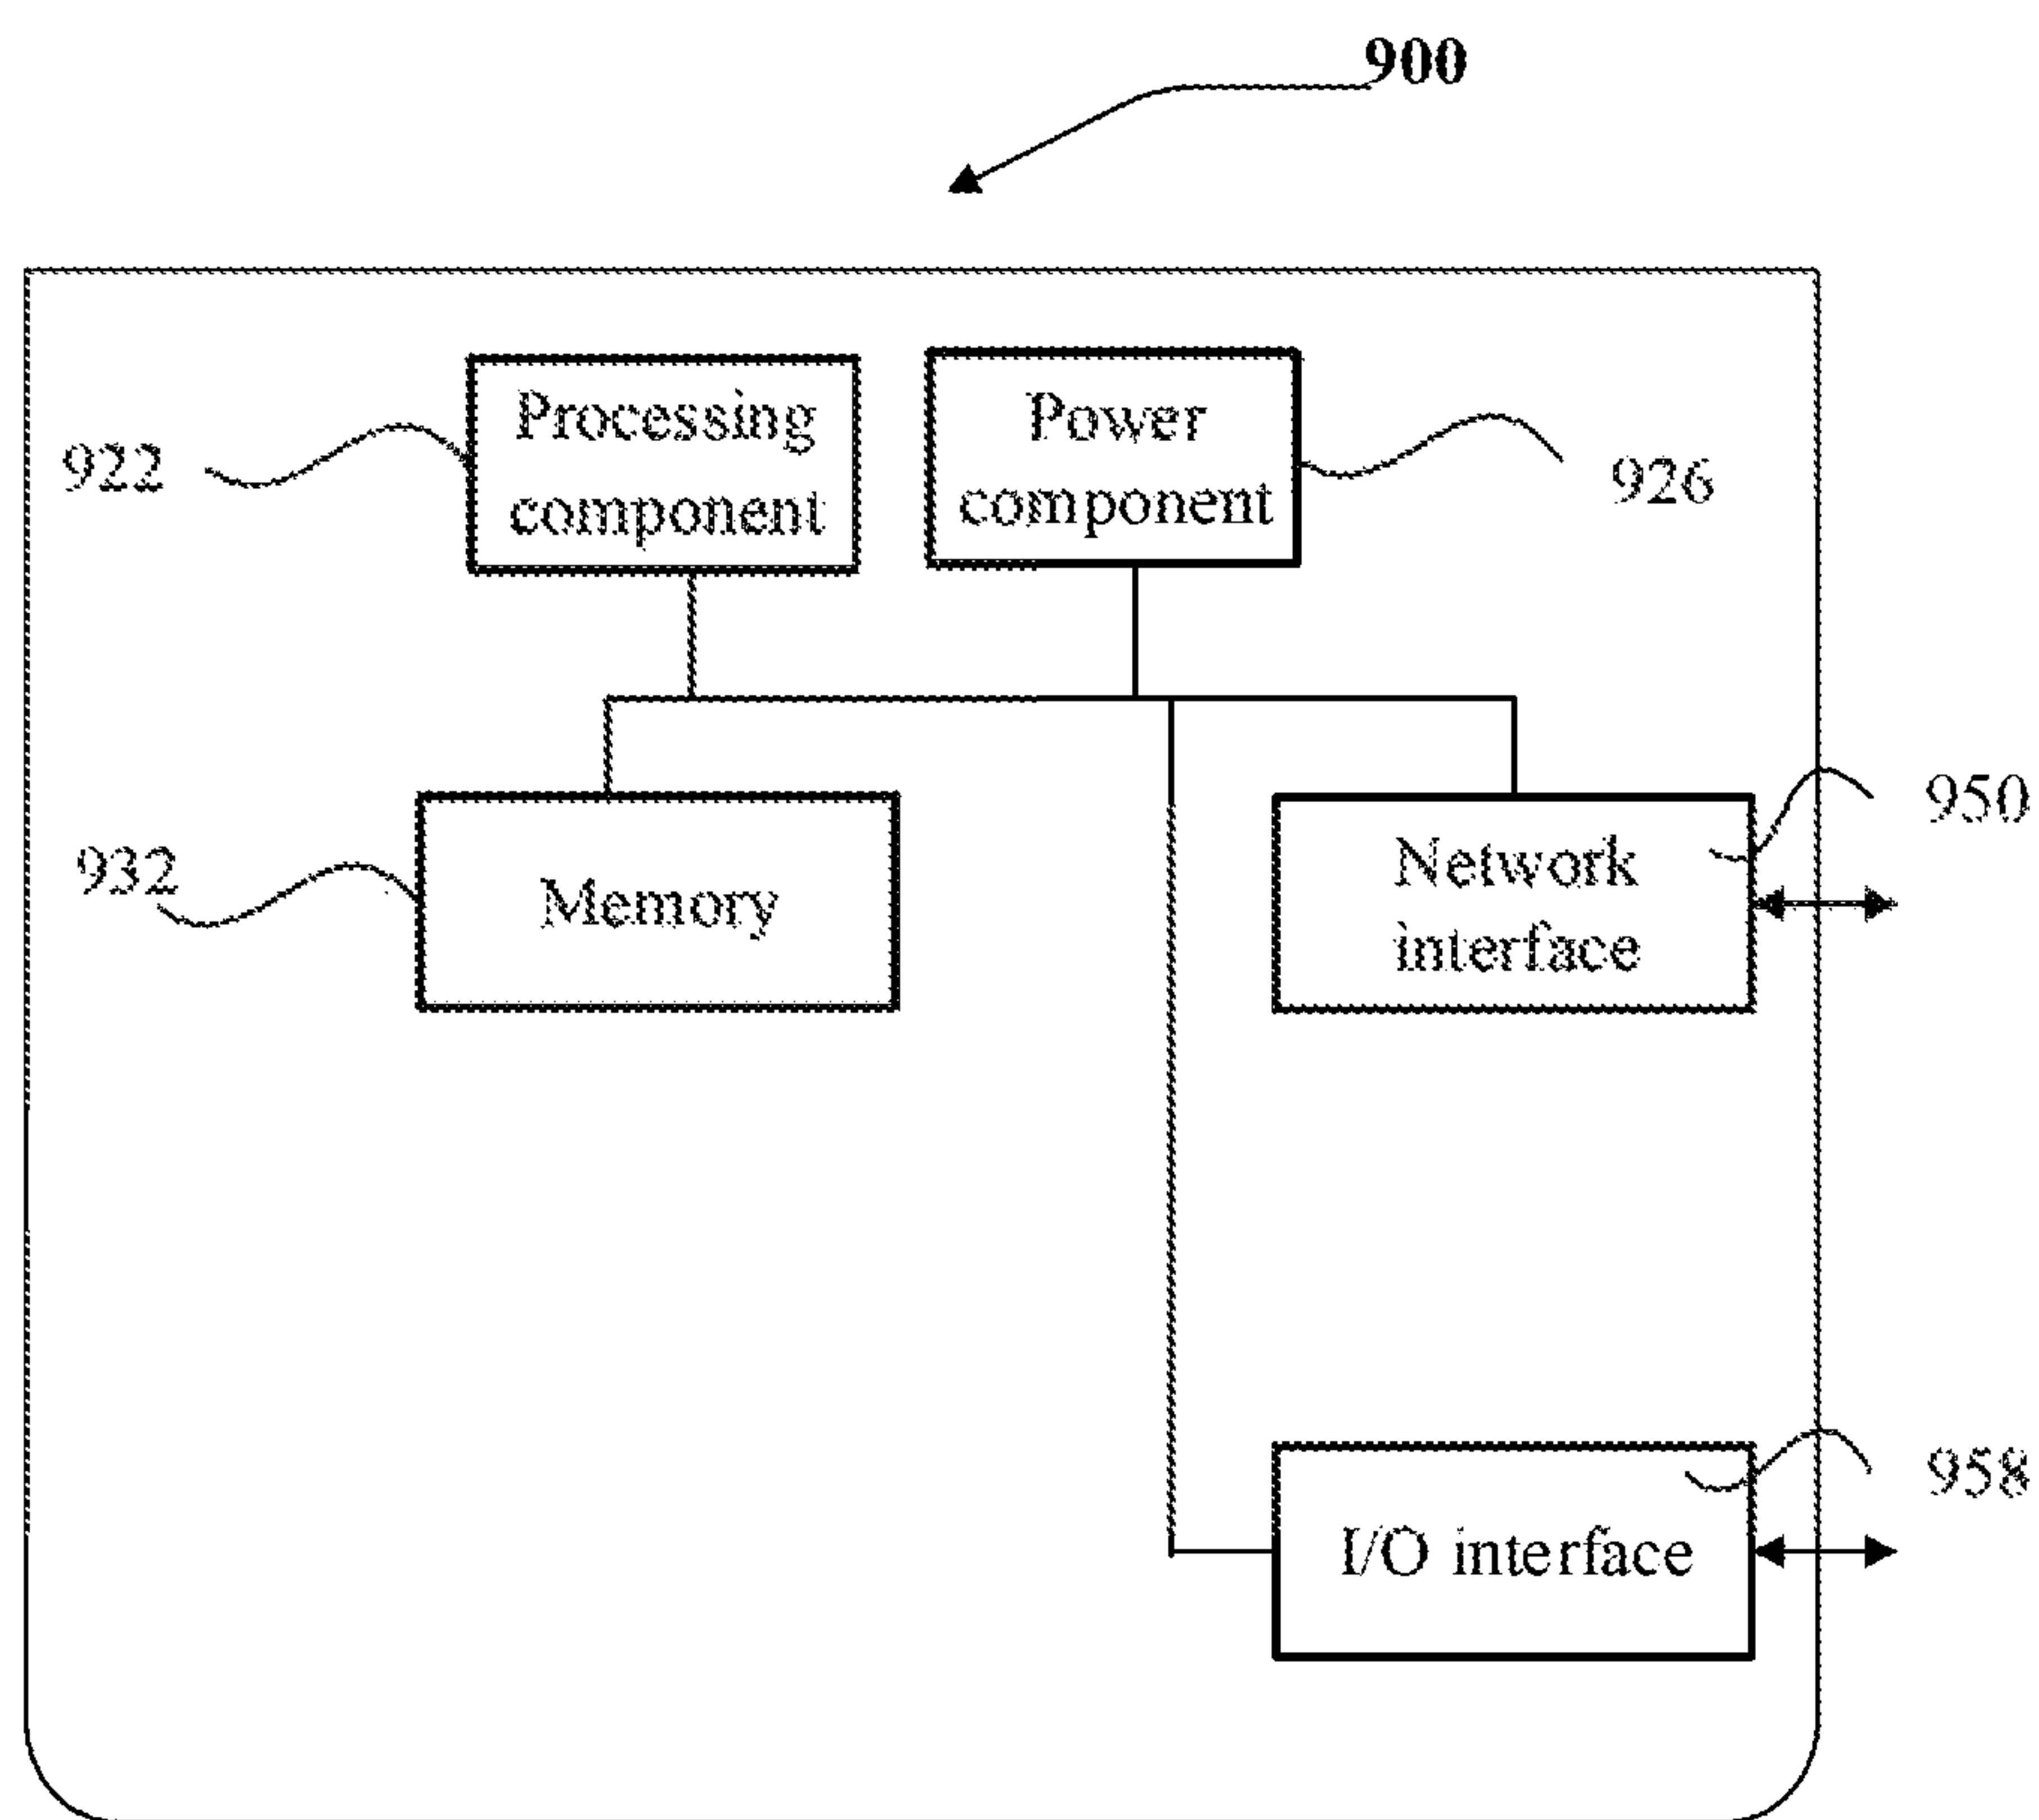 900
Processing
component
Power
component
922
926
932
Memory
Network
interface
950
I/O interface
958